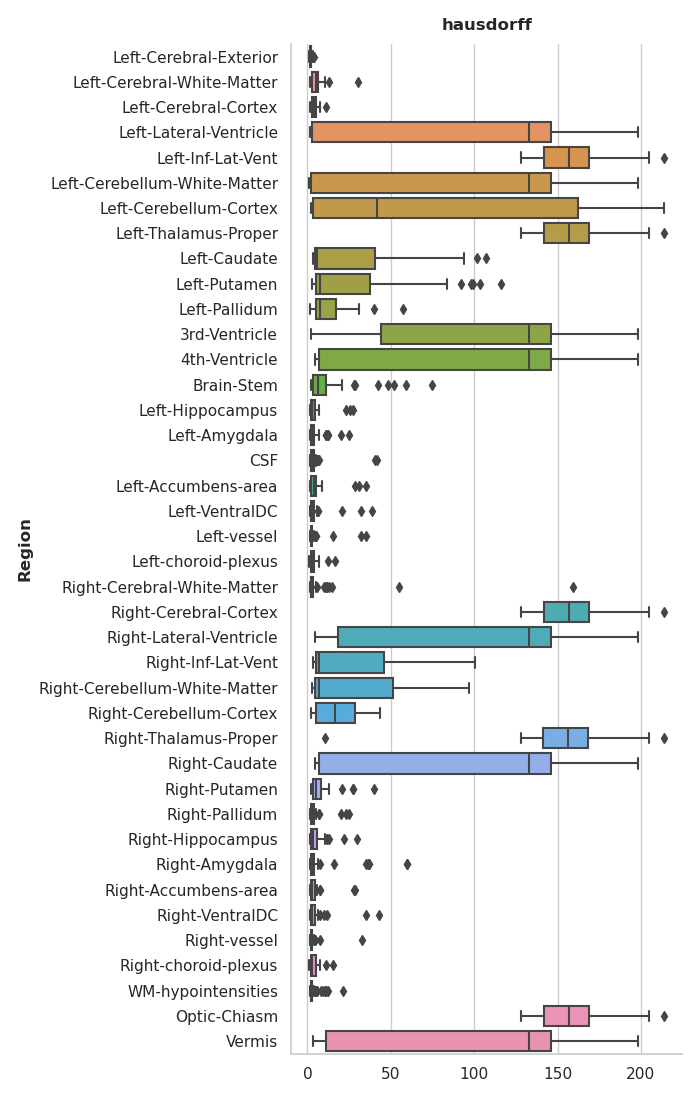 hausdorff
Left-Cerebral-Exterior
Left-Cerebral-White-Matter
Left-Cerebral-Cortex
Left-Lateral-Ventricle
Left-Inf-Lat-Vent
Left-Cerebellum-White-Matter
Left-Cerebellum-Cortex
Left-Thalamus-Proper
Left-Caudate
Left-Putamen
Left-Pallidum
3rd-Ventricle
4th-Ventricle
Brain-Stem
Left-Hippocampus
Left-Amygdala
CSF
Left-Accumbens-area
Left-VentralDC
Left-vessel
Left-choroid-plexus
Right-Cerebral-White-Matter
Right-Cerebral-Cortex
Right-Lateral-Ventricle
Right-Inf-Lat-Vent
Right-Cerebellum-White-Matter
Right-Cerebellum-Cortex
Right-Thalamus-Proper
Right-Caudate
Right-Putamen
Right-Pallidum
Right-Hippocampus
Right-Amygdala
Right-Accumbens-area
Right-VentralDC
Right-vessel
Right-choroid-plexus
WM-hypointensities
Optic-Chiasm
Vermis
Region
0 50 100 150 200